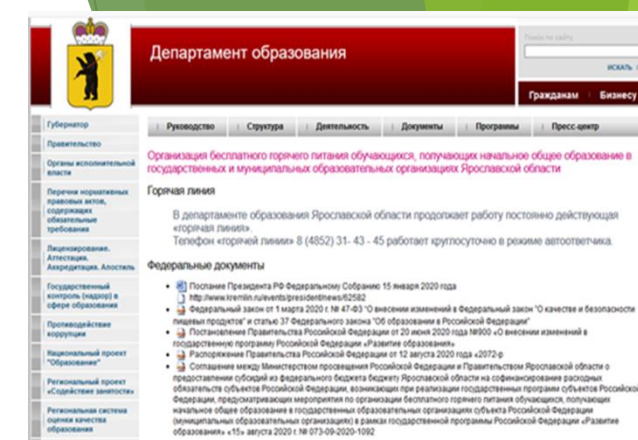 Департамент образования
Поиск по сайту
ИСКАТЬ
Гражданам
Бизнесу
Руководство
Структура
Деятельность
Документы
Программы
Пресс-центр
Губернатор
Правительство
Органы исполнительной
власти
Перечни нормативных
правовых актов,
содержащих
обязательные
требования
Лицензирование.
Аттестация.
Аккредитация. Апостиль
Государственный
контроль (надзор) в
сфере образования
Противодействие
коррупции
Национальный проект
"Образование"
Региональный проект
«Содействие занятости»
Региональная система
оценки качества
образования
Организация бесплатного горячего питания обучающихся, получающих начальное общее образование в
государственных и муниципальных образовательных организациях Ярославской области
Горячая линия
В департаменте образования Ярославской области продолжает работу постоянно действующая
«горячая линия».
Телефон «горячей линии» 8 (4852) 31- 43 - 45 работает круглосуточно в режиме автоответчика.
Федеральные документы
• Послание Президента РФ Федеральному Собранию 15 января 2020 года
http://www.kremlin.ru/events/president/news/62582
• Федеральный закон от 1 марта 2020 г. № 47-ФЗ "О внесении изменений в Федеральный закон "О качестве и безопасности
пищевых продуктов" и статью 37 Федерального закона "Об образовании в Российской Федерации"
• Постановление Правительства Российской Федерации от 20 июня 2020 года №900 «О внесении изменений в
государственную программу Российской Федерации «Развитие образования»
• Распоряжение Правительства Российской Федерации от 12 августа 2020 года «2072-р
• Соглашение между Министерством просвещения Российской Федерации и Правительством Ярославской области о
предоставлении субсидий из федерального бюджета бюджету Ярославской области на софинансирование расходных
обязательств субъектов Российской Федерации, возникающих при реализации государственных программ субъектов Российской
Федерации, предусматривающих мероприятия по организации бесплатного горячего питания обучающихся, получающих
начальное общее образование в государственных образовательных организациях субъекта Российской Федерации
(муниципальных образовательных организациях) в рамках государственной программы Российской Федерации «Развитие
образования» «15» августа 2020 г. № 073-09-2020-1092